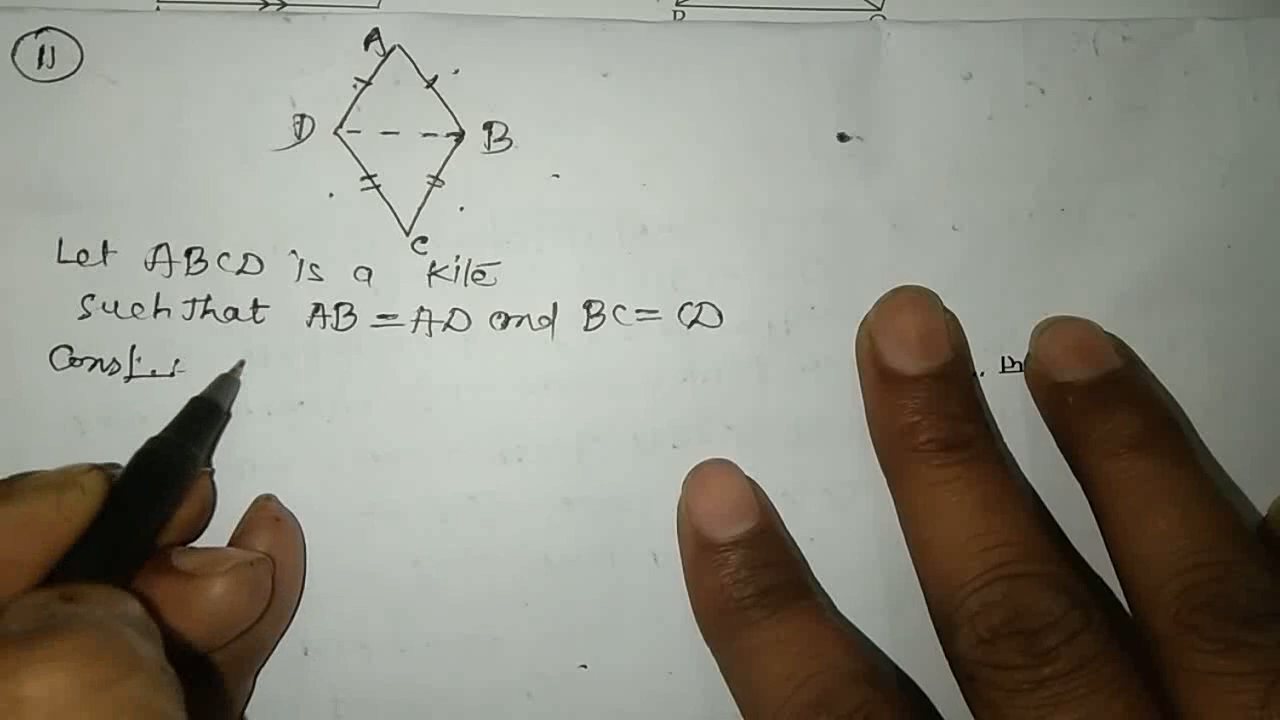 D
11
A
D B
C
Let ABCD is a Kite
Such that AB = AD and BC = CD